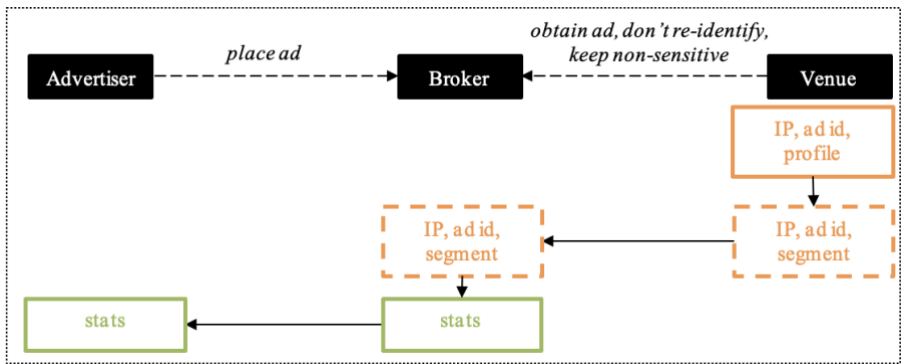 place ad
obtain ad, don't re-identify,
keep non-sensitive
Advertiser
Broker
Venue
IP, ad id,
profile
IP, ad id,
segment
IP, ad id,
segment
stats
stats